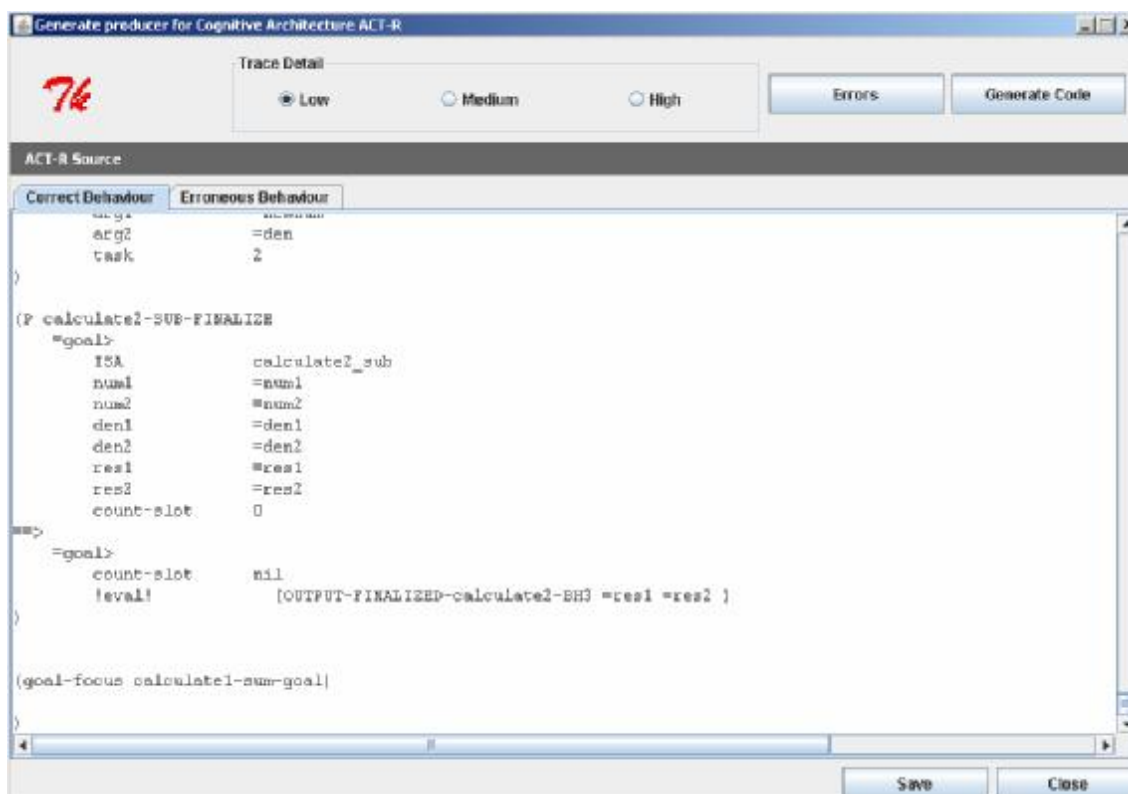 Generate producer for Cognitive Architecture ACT-R
Tk
Trace Detail
Low Medium High
Errors Generate Code
ACT-R Source
Correct Behaviour Erroneous Behaviour
arg1
arg2 =den
task 2
)
(P calculate2-SUB-FINALIZE
=goal>
ISA calculate2_sub
num1 =num1
num2 =num2
den1 =den1
den2 =den2
res1 =res1
res2 =res2
count-slot 0
==>
=goal>
count-slot nil
!eval! [OUTPUT-FINALIZED-calculate2-BH3 =res1 =res2 ]
)
(goal-focus calculate1-sum-goal|
)
Save Close